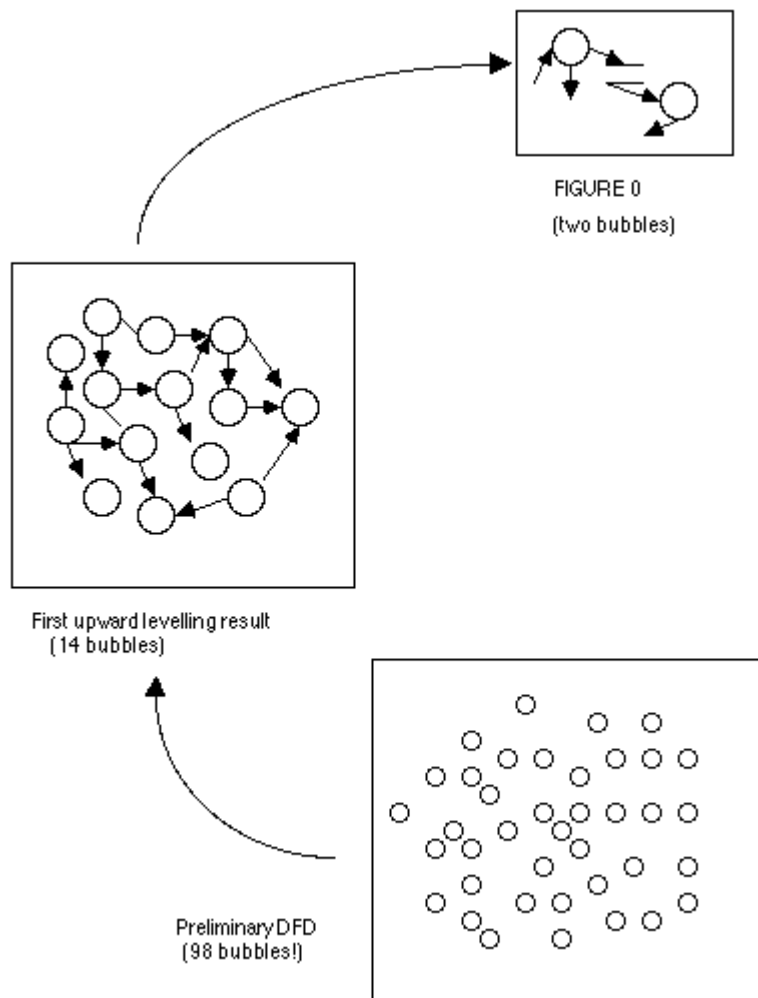 FIGURE 0
(two bubbles)
First upward levelling result
(14 bubbles)
Preliminary DFD
(98 bubbles!)